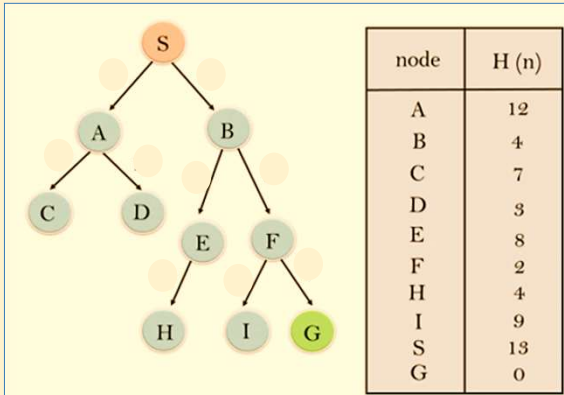 S
A B
C D
E F
H I G
node H (n)
A 12
B 4
C 7
D 3
E 8
F 2
H 4
I 9
S 13
G 0